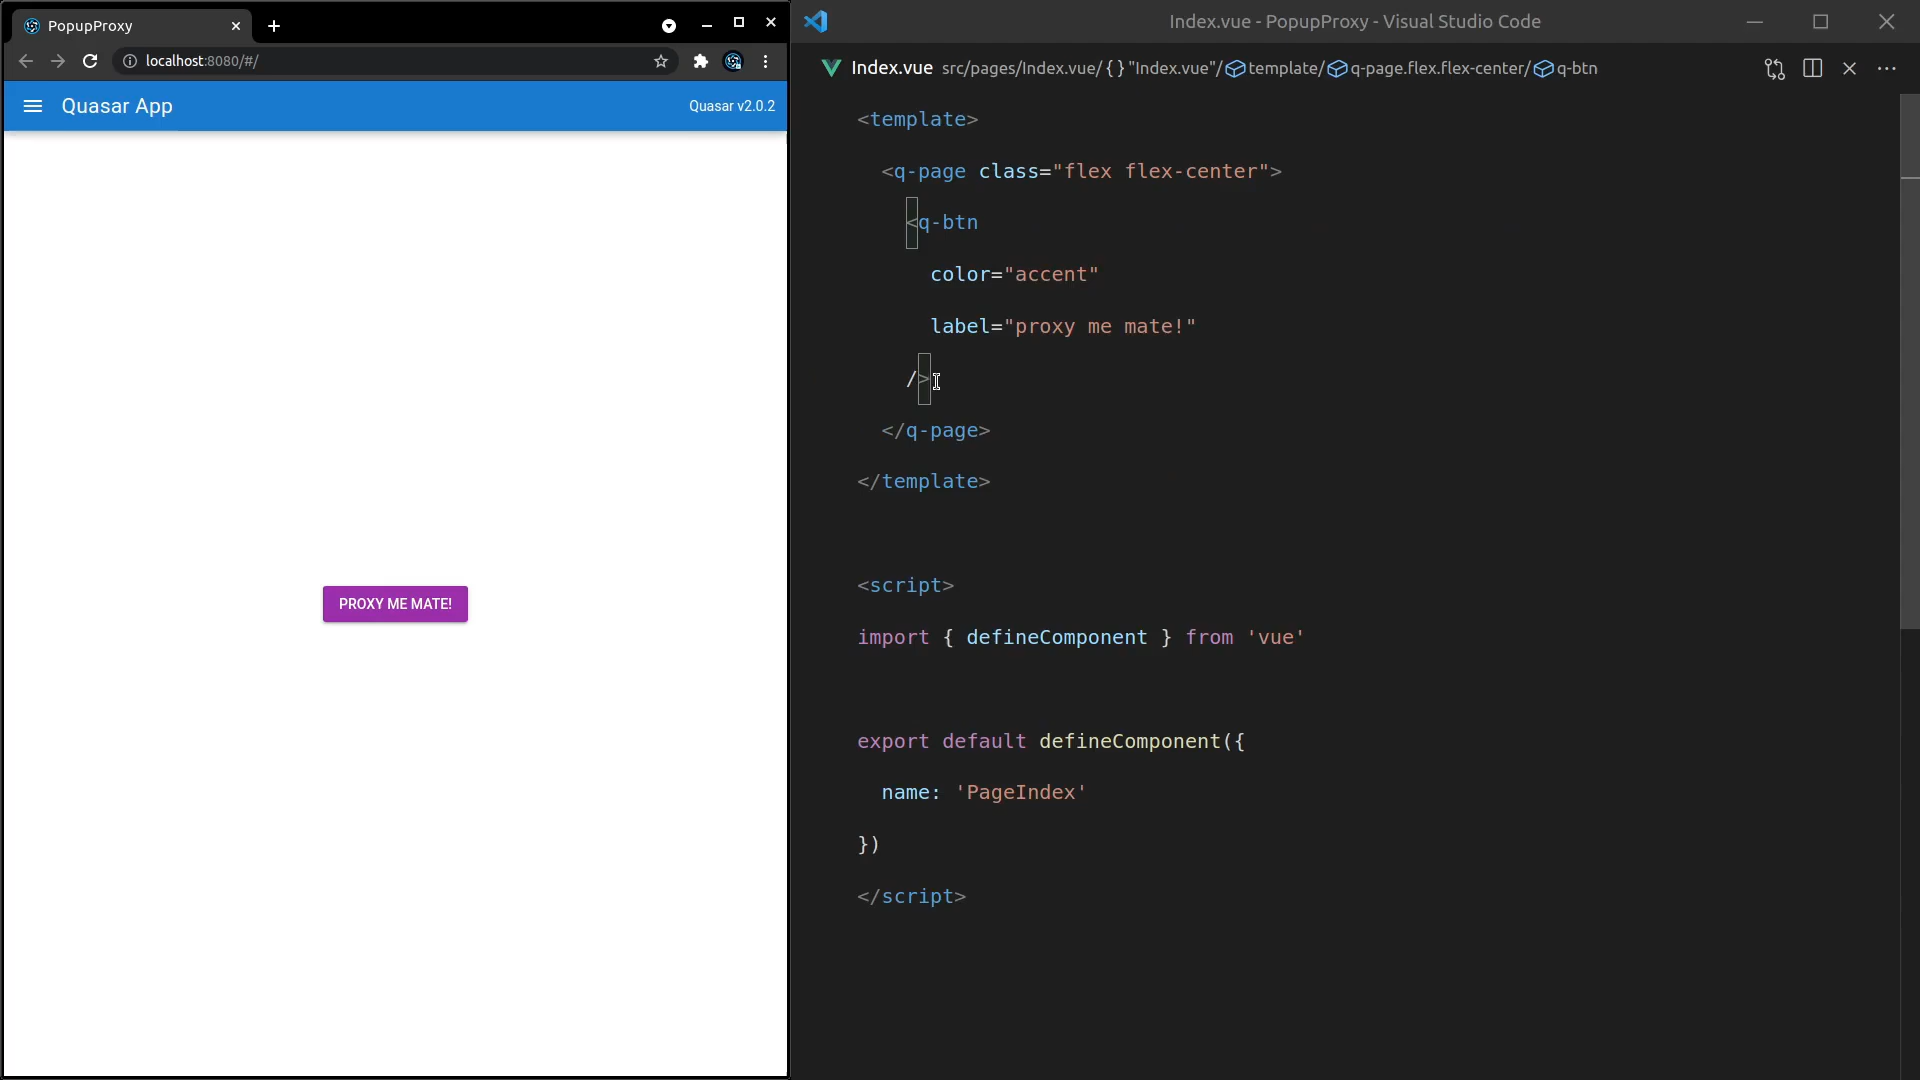 PopupProxy
localhost:8080/#/
Quasar App
Quasar v2.0.2
PROXY ME MATE!
Index.vue - PopupProxy - Visual Studio Code
Index.vue src/pages/Index.vue/{}"Index.vue"/template/q-page.flex.flex-center/q-btn
<template>
<q-page class="flex flex-center">
<q-btn
color="accent"
label="proxy me mate!"
/>
</q-page>
</template>
<script>
import { defineComponent } from 'vue'
export default defineComponent({
name: 'PageIndex'
})
</script>